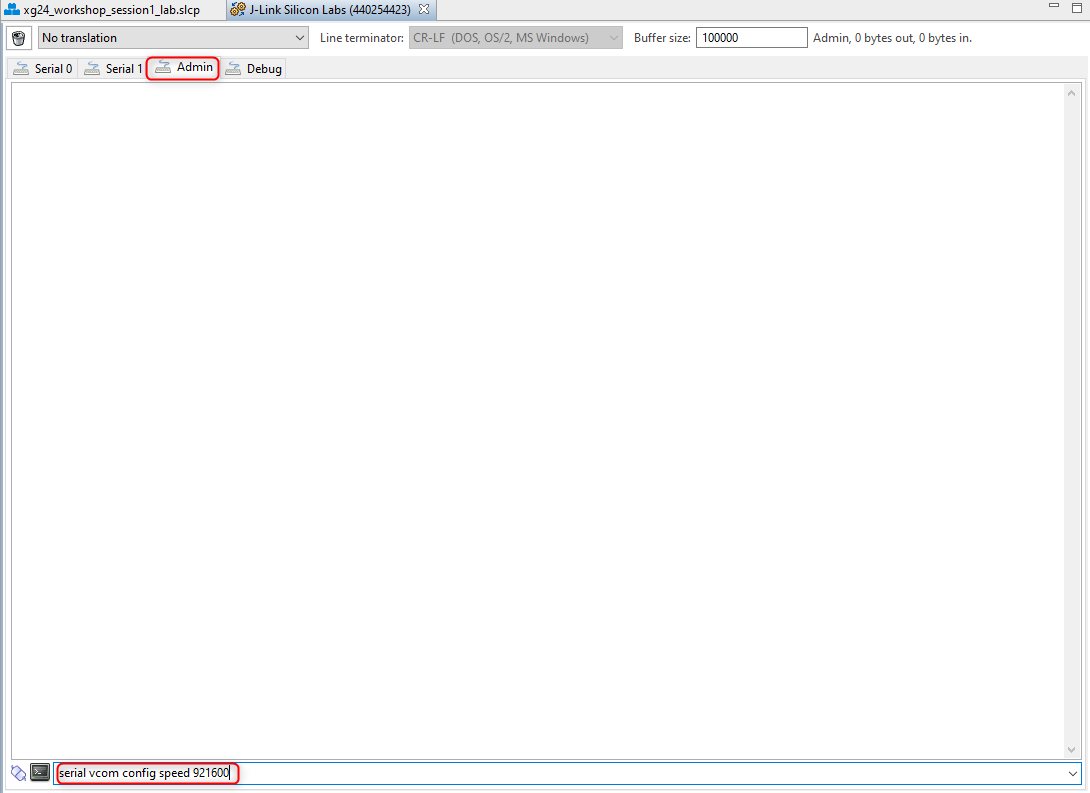 xg24_workshop_session1_lab.slcp J-Link Silicon Labs (440254423)
No translation Line terminator: CR-LF (DOS, OS/2, MS Windows) Buffer size: 100000 Admin, 0 bytes out, 0 bytes in.
Serial 0 Serial 1 Admin Debug
serial vcom config speed 921600